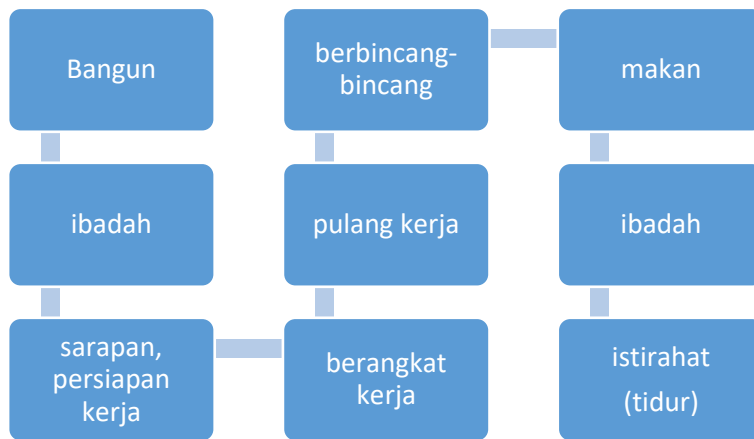 Bangun
ibadah
sarapan,
persiapan
kerja
berangkat
kerja
pulang kerja
berbincang-
bincang
makan
ibadah
istirahat
(tidur)